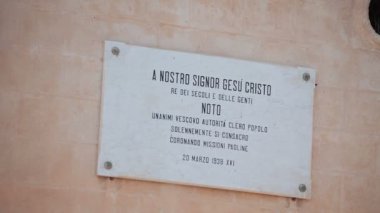 A NOSTRO SIGNOR GESÙ CRISTO
RE DEI SECOLI E DELLE GENTI
NOTO
UNANIMI VESCOVO AUTORITÀ CLERO POPOLO
SOLENNEMENTE SI CONSACRÒ
CORONANDO MISSIONI PAOLINE
20 MARZO 1938 XVI